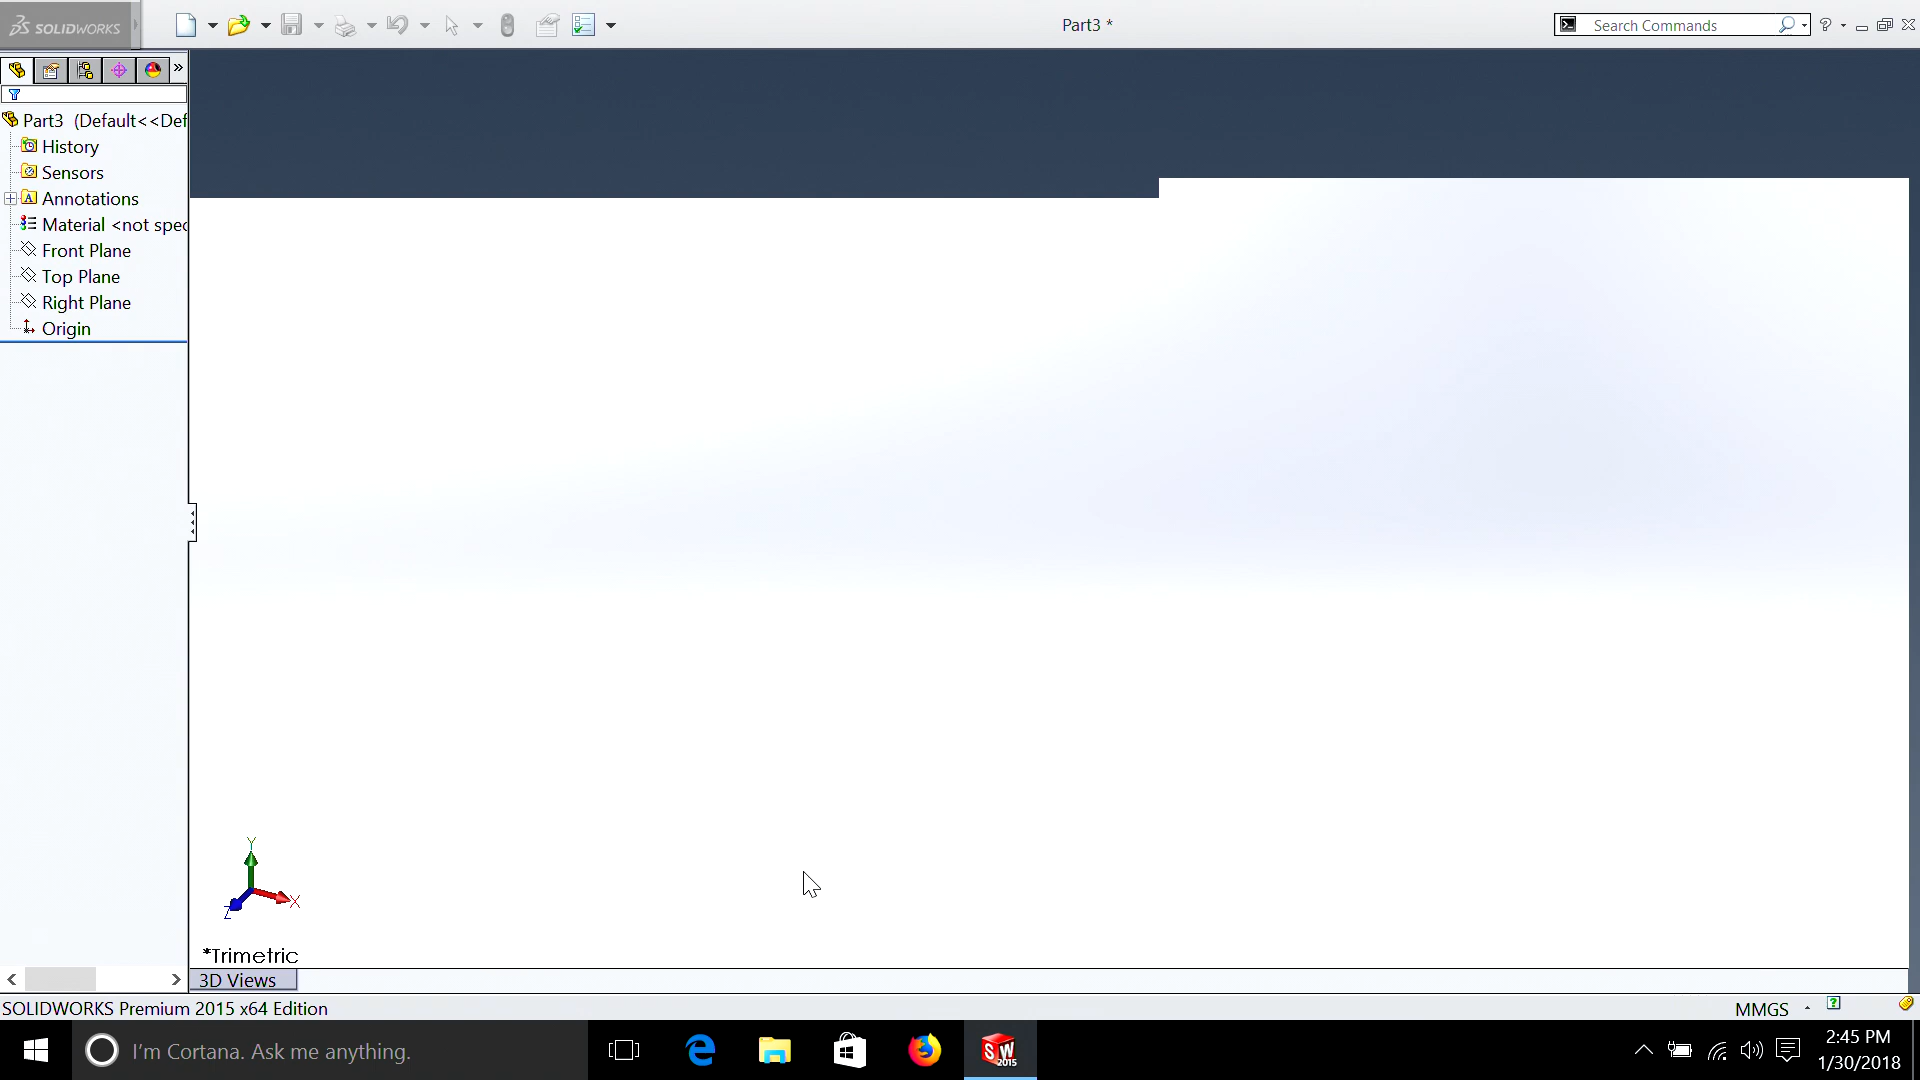 SOLIDWORKS
Part3 *
Search Commands
?
Part3 (Default<<Def
History
Sensors
A Annotations
Material <not spec
Front Plane
Top Plane
Right Plane
Origin
Y
X
Z
*Trimetric
3D Views
SOLIDWORKS Premium 2015 x64 Edition
MMGS
?
I'm Cortana. Ask me anything.
SW
2015
2:45 PM
1/30/2018